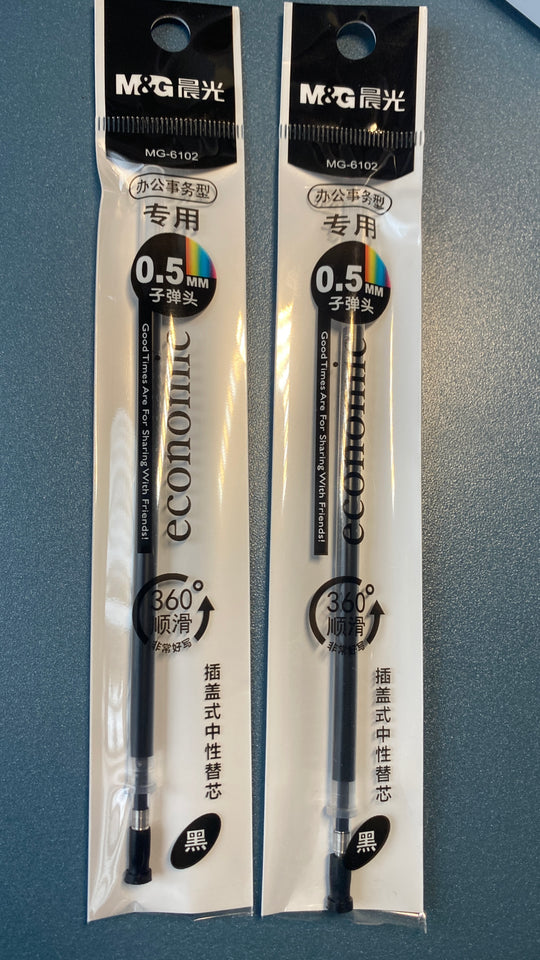 M&G晨光
MG-6102
办公事务型
专用
0.5MM
子弹头
Good Times Are For Sharing With Friends!
economic
360°
顺滑
非常好写
插盖式中性替芯
黑
M&G晨光
MG-6102
办公事务型
专用
0.5MM
子弹头
Good Times Are For Sharing With Friends!
economic
360°
顺滑
非常好写
插盖式中性替芯
黑